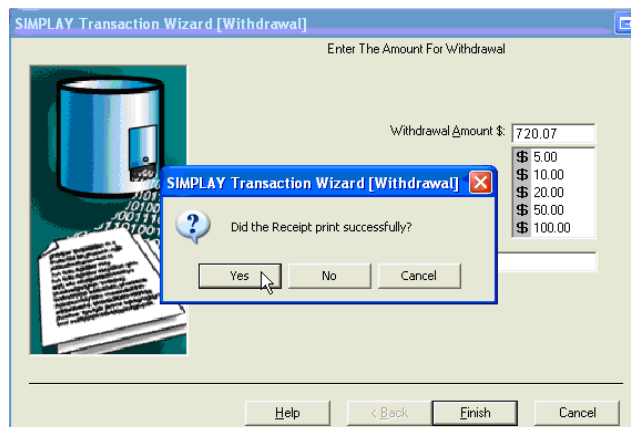 SIMPLAY Transaction Wizard [Withdrawal]
Enter The Amount For Withdrawal
Withdrawal Amount $: 720.07
$ 5.00
$ 10.00
$ 20.00
$ 50.00
$ 100.00
SIMPLAY Transaction Wizard [Withdrawal]
Did the Receipt print successfully?
Yes No Cancel
Help < Back Finish Cancel